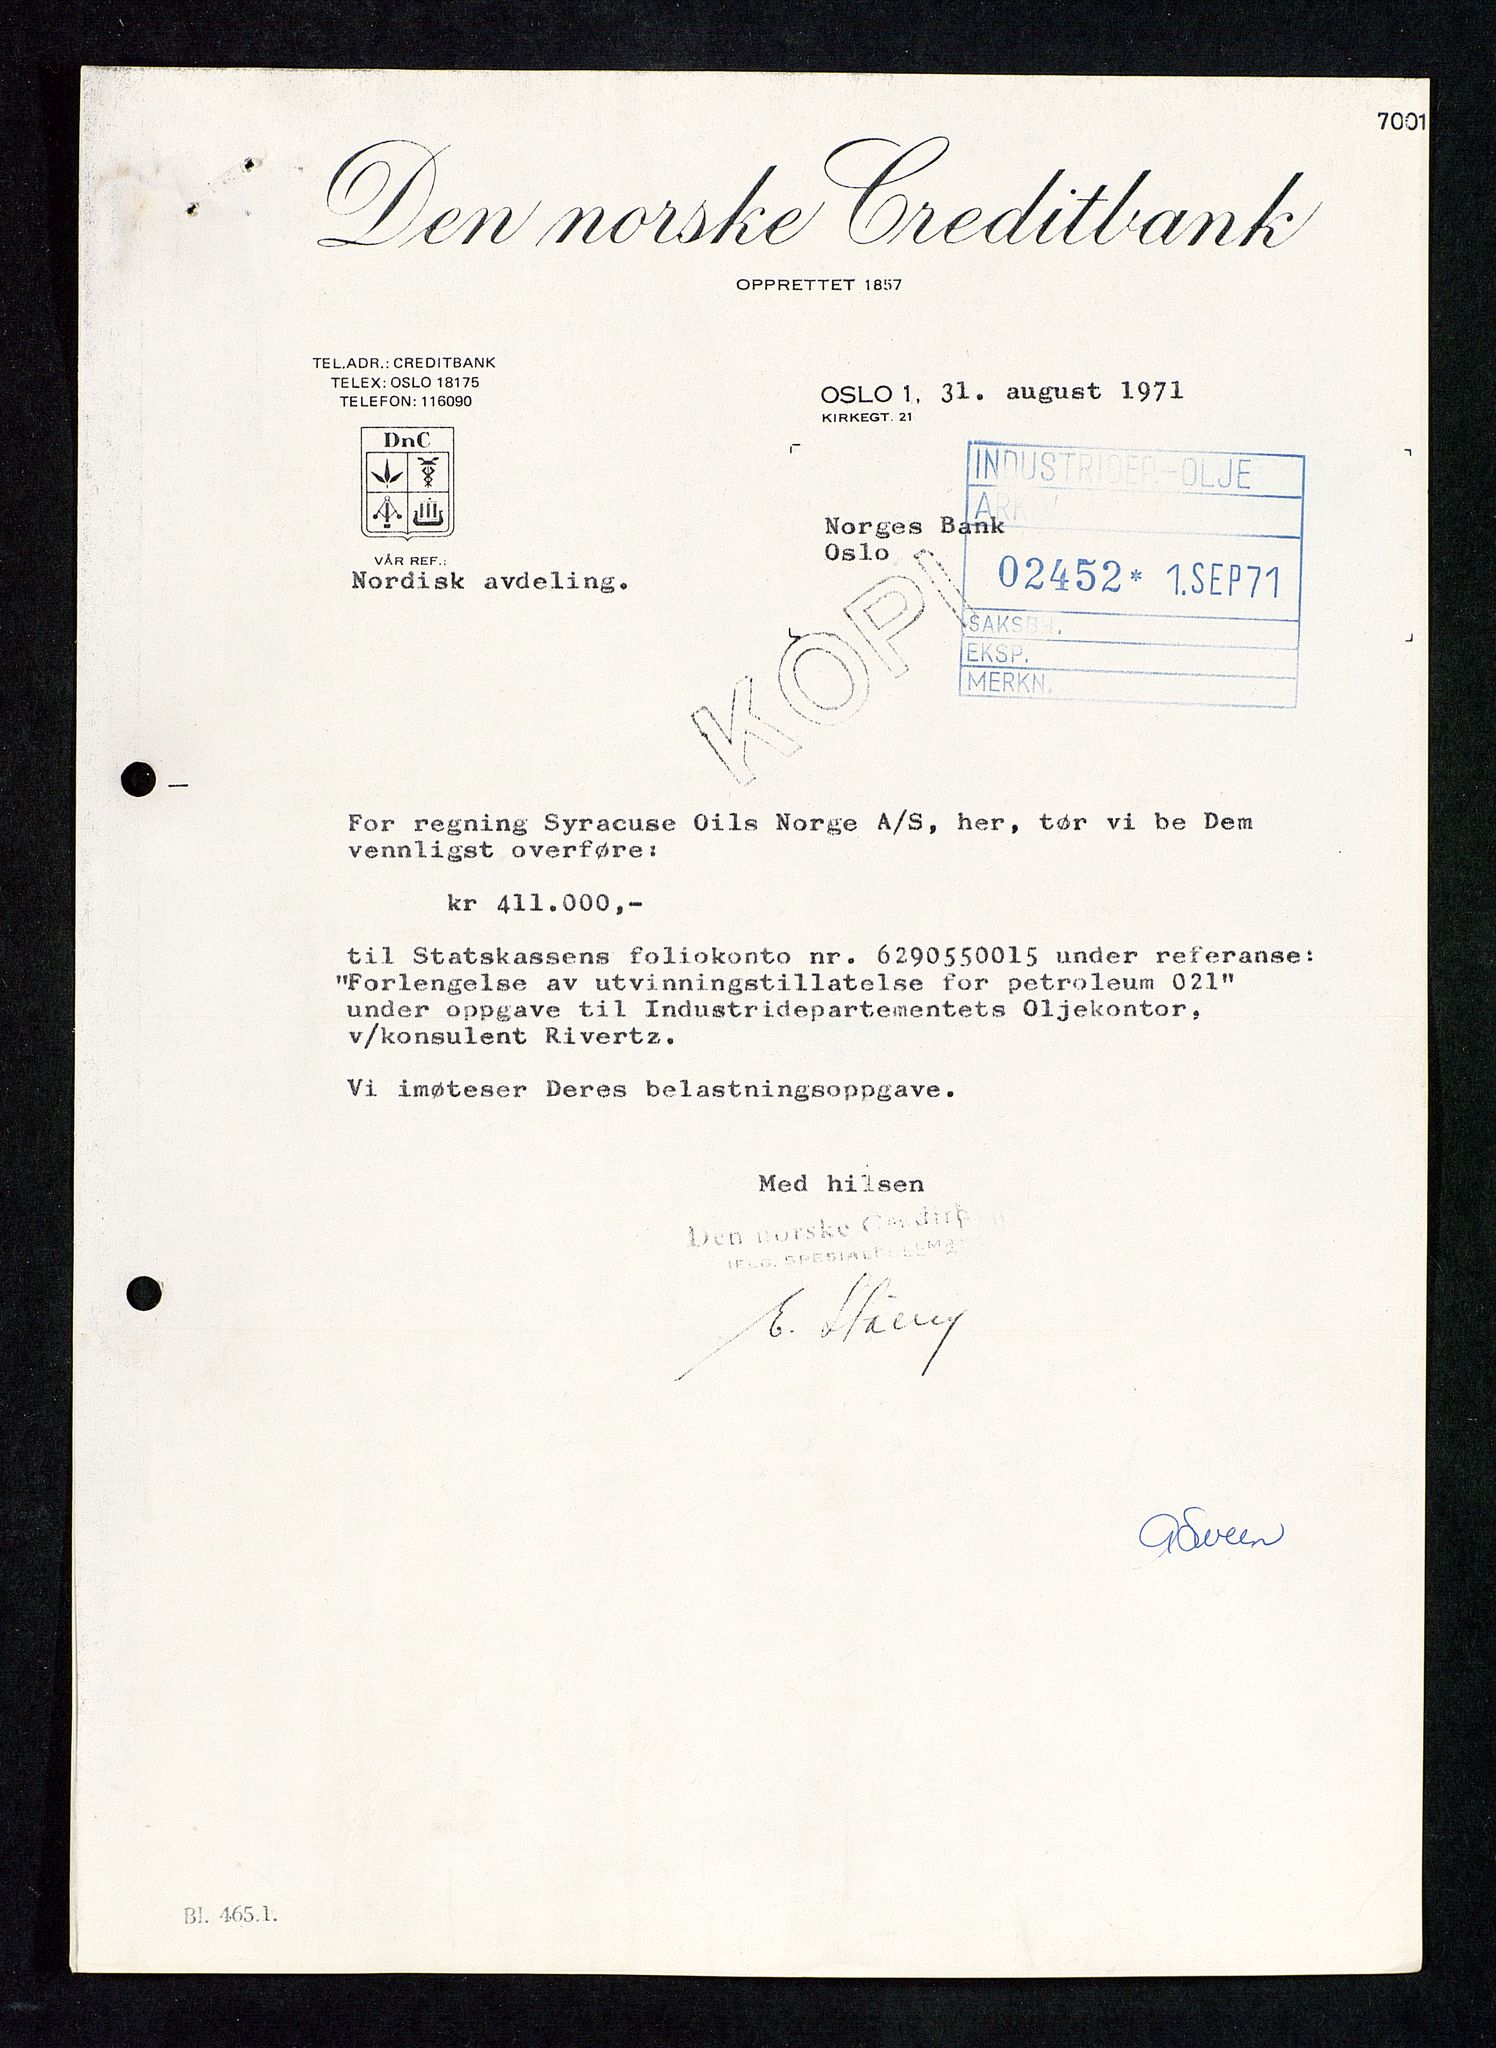 7001
Den norske Creditbank
OPPRETTET 1857
TEL.ADR.: CREDITBANK
TELEX: OSLO 18175
TELEFON: 116090
DnC
VÅR REF.:
Nordisk avdeling.
OSLO 1, 31. august 1971
KIRKEGT. 21
Norges Bank
Oslo
INDUSTRIDEP.-OLJE
02452* 1.SEP71
SAKSBH.
EKSP.
MERKN.
KOPI
For regning Syracuse Oils Norge A/S, her, tør vi be Dem
vennligst overføre:
kr 411.000,-
til Statskassens foliokonto nr. 6290550015 under referanse:
"Forlengelse av utvinningstillatelse for petroleum 021"
under oppgave til Industridepartementets Oljekontor,
v/konsulent Rivertz.
Vi imøteser Deres belastningsoppgave.
Med hilsen
Den norske Creditbank
E.
GSveen
Bl. 465.1.